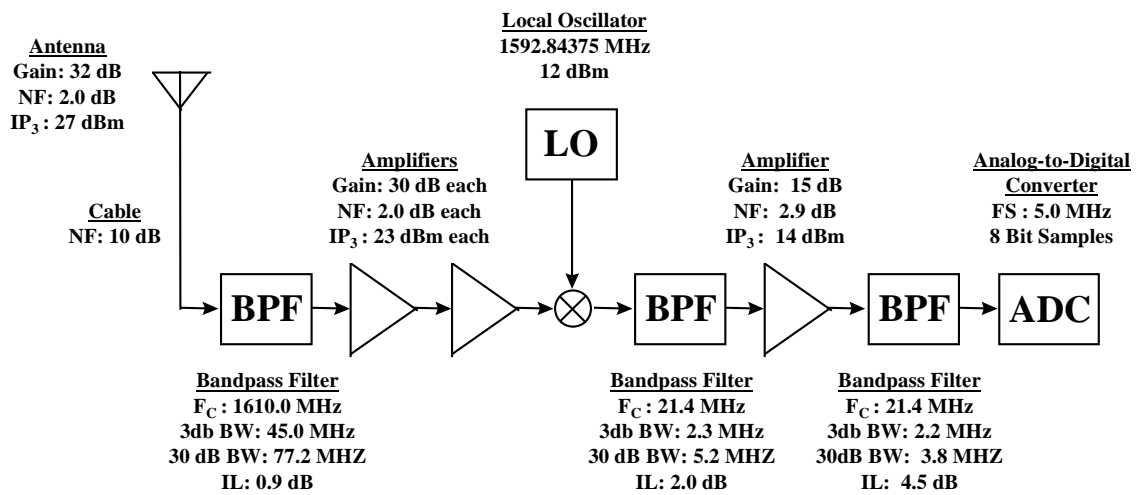 Local Oscillator
1592.84375 MHz
12 dBm
LO
Antenna
Gain: 32 dB
NF: 2.0 dB
IP3 : 27 dBm
Cable
NF: 10 dB
Amplifiers
Gain: 30 dB each
NF: 2.0 dB each
IP3 : 23 dBm each
Amplifier
Gain: 15 dB
NF: 2.9 dB
IP3 : 14 dBm
Analog-to-Digital
Converter
FS : 5.0 MHz
8 Bit Samples
BPF
BPF
BPF
ADC
Bandpass Filter
FC : 1610.0 MHz
3db BW: 45.0 MHz
30 dB BW: 77.2 MHZ
IL: 0.9 dB
Bandpass Filter
FC : 21.4 MHz
3db BW: 2.3 MHz
30 dB BW: 5.2 MHZ
IL: 2.0 dB
Bandpass Filter
FC : 21.4 MHz
3db BW: 2.2 MHz
30dB BW: 3.8 MHZ
IL: 4.5 dB